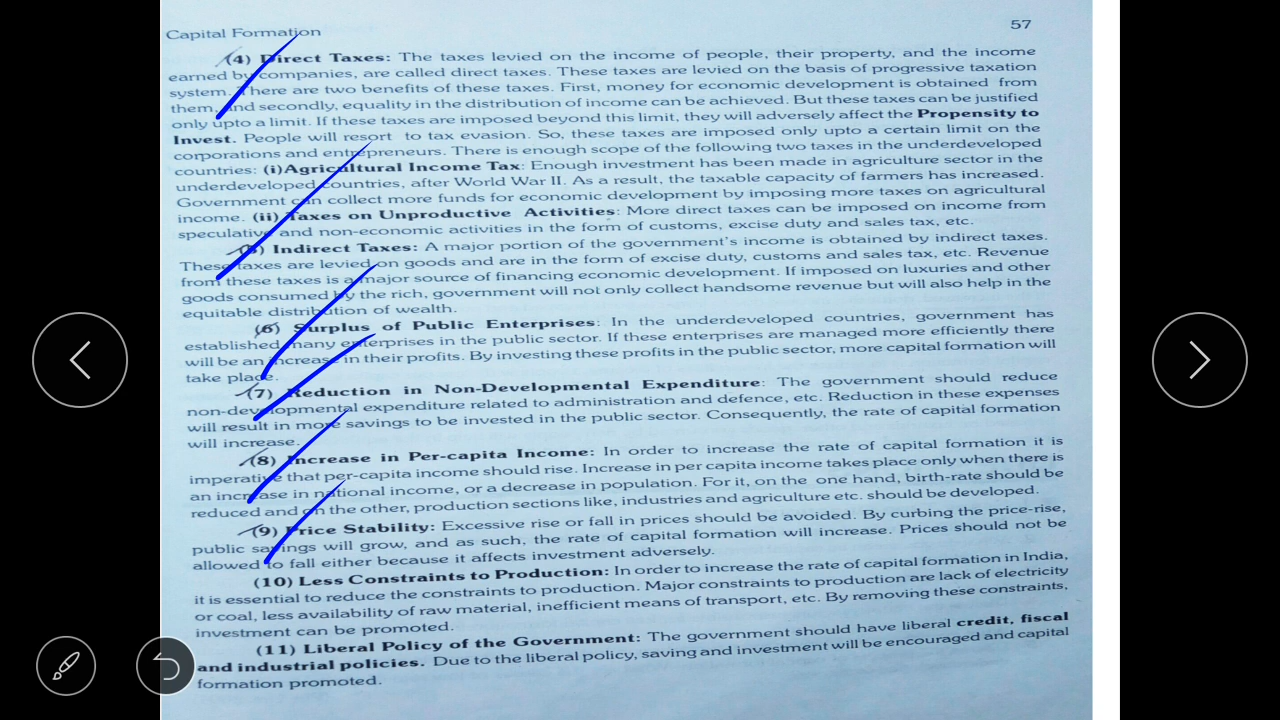 Capital Formation 57
(4) Direct Taxes: The taxes levied on the income of people, their property, and the income
earned by companies, are called direct taxes. These taxes are levied on the basis of progressive taxation
system. There are two benefits of these taxes. First, money for economic development is obtained from
them, and secondly, equality in the distribution of income can be achieved. But these taxes can be justified
only upto a limit. If these taxes are imposed beyond this limit, they will adversely affect the Propensity to
Invest. People will resort to tax evasion. So, these taxes are imposed only upto a certain limit on the
corporations and entrepreneurs. There is enough scope of the following two taxes in the underdeveloped
countries: (i)Agricultural Income Tax: Enough investment has been made in agriculture sector in the
underdeveloped countries, after World War II. As a result, the taxable capacity of farmers has increased.
Government can collect more funds for economic development by imposing more taxes on agricultural
income. (ii) Taxes on Unproductive Activities: More direct taxes can be imposed on income from
speculative and non-economic activities in the form of customs, excise duty and sales tax, etc.
(5) Indirect Taxes: A major portion of the government's income is obtained by indirect taxes.
These taxes are levied on goods and are in the form of excise duty, customs and sales tax, etc. Revenue
from these taxes is a major source of financing economic development. If imposed on luxuries and other
goods consumed by the rich, government will not only collect handsome revenue but will also help in the
equitable distribution of wealth.
(6) Surplus of Public Enterprises: In the underdeveloped countries, government has
established many enterprises in the public sector. If these enterprises are managed more efficiently there
will be an increase in their profits. By investing these profits in the public sector, more capital formation will
take place.
(7) Reduction in Non-Developmental Expenditure: The government should reduce
non-developmental expenditure related to administration and defence, etc. Reduction in these expenses
will result in more savings to be invested in the public sector. Consequently, the rate of capital formation
will increase.
(8) Increase in Per-capita Income: In order to increase the rate of capital formation it is
imperative that per-capita income should rise. Increase in per capita income takes place only when there is
an increase in national income, or a decrease in population. For it, on the one hand, birth-rate should be
reduced and on the other, production sections like, industries and agriculture etc. should be developed.
(9) Price Stability: Excessive rise or fall in prices should be avoided. By curbing the price-rise,
public savings will grow, and as such, the rate of capital formation will increase. Prices should not be
allowed to fall either because it affects investment adversely.
(10) Less Constraints to Production: In order to increase the rate of capital formation in India,
it is essential to reduce the constraints to production. Major constraints to production are lack of electricity
or coal, less availability of raw material, inefficient means of transport, etc. By removing these constraints,
investment can be promoted.
(11) Liberal Policy of the Government: The government should have liberal credit, fiscal
and industrial policies. Due to the liberal policy, saving and investment will be encouraged and capital
formation promoted.